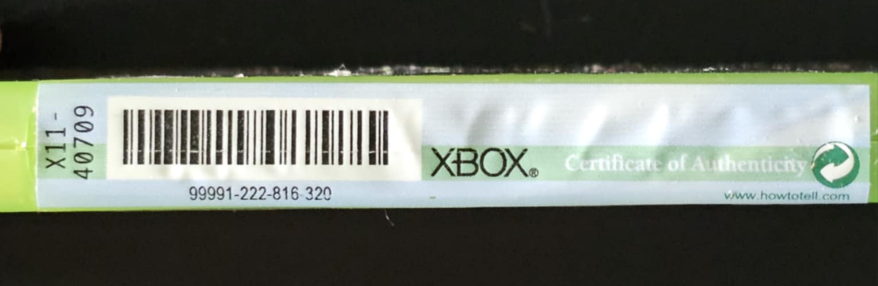 X11-
40709
99991-222-816-320
XBOX®
Certificate of Authenticity
www.howtotell.com